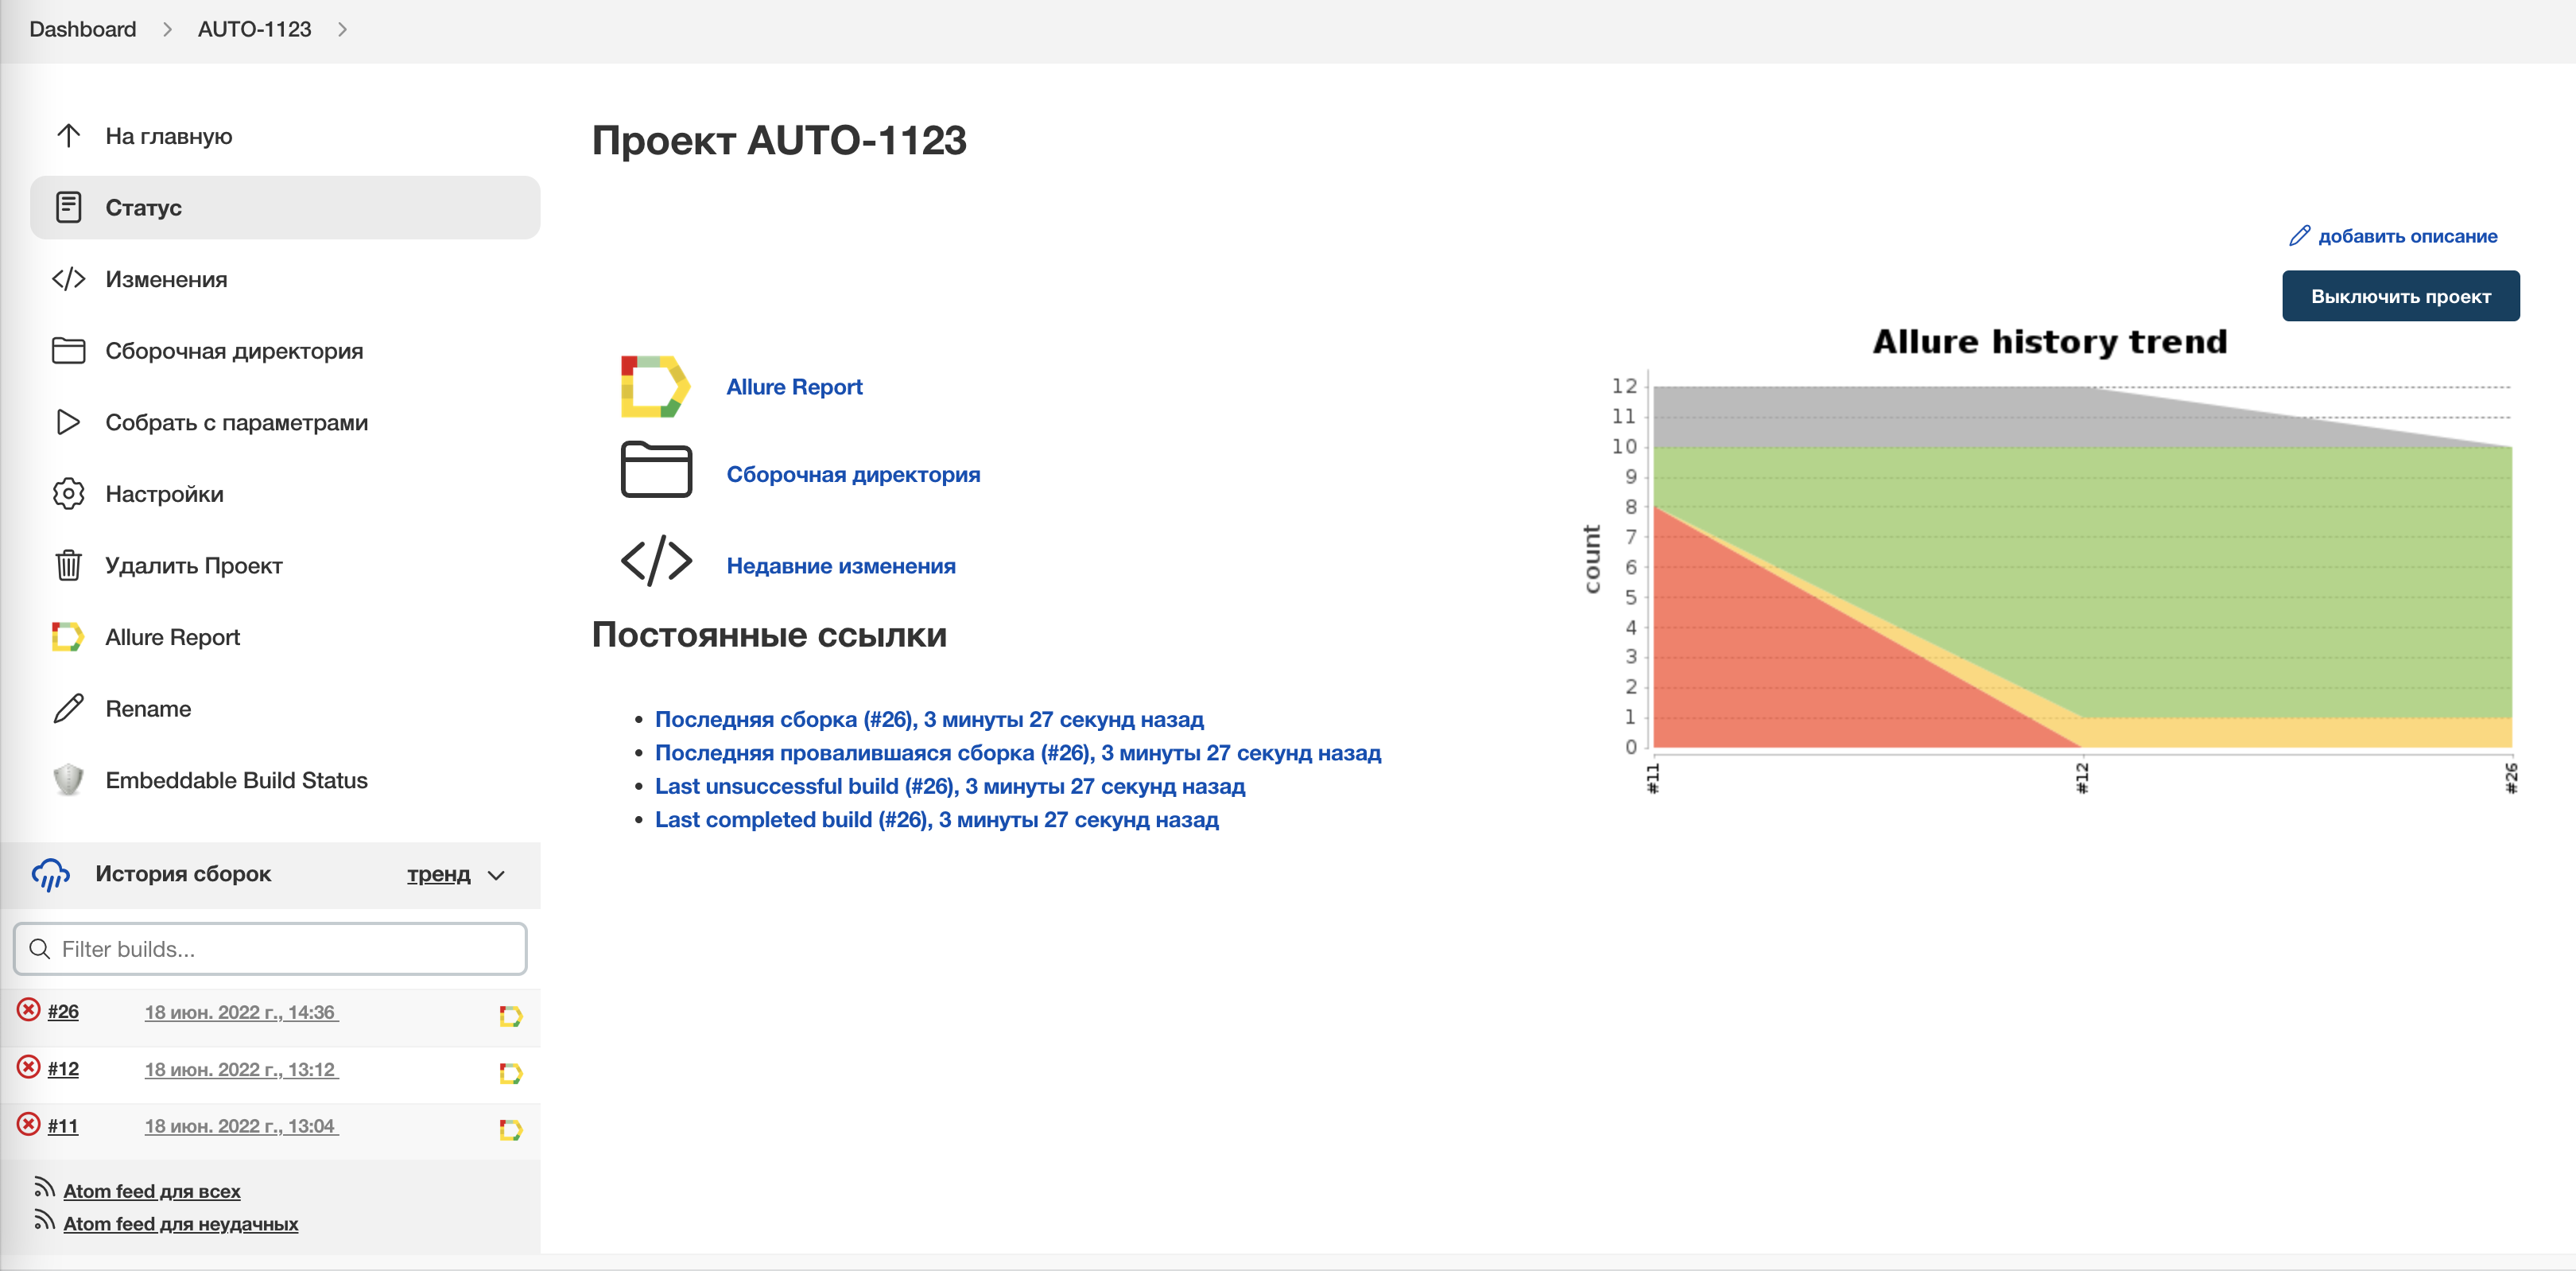 Dashboard > AUTO-1123 >
На главную
Статус
Изменения
Сборочная директория
Собрать с параметрами
Настройки
Удалить Проект
Allure Report
Rename
Embeddable Build Status
История сборок тренд
Filter builds...
#26 18 июн. 2022 г., 14:36
#12 18 июн. 2022 г., 13:12
#11 18 июн. 2022 г., 13:04
Atom feed для всех
Atom feed для неудачных
Проект AUTO-1123
добавить описание
Выключить проект
Allure Report
Сборочная директория
Недавние изменения
Постоянные ссылки
Последняя сборка (#26), 3 минуты 27 секунд назад
Последняя провалившаяся сборка (#26), 3 минуты 27 секунд назад
Last unsuccessful build (#26), 3 минуты 27 секунд назад
Last completed build (#26), 3 минуты 27 секунд назад
Allure history trend
count
12
11
10
9
8
7
6
5
4
3
2
1
0
#11
#12
#26